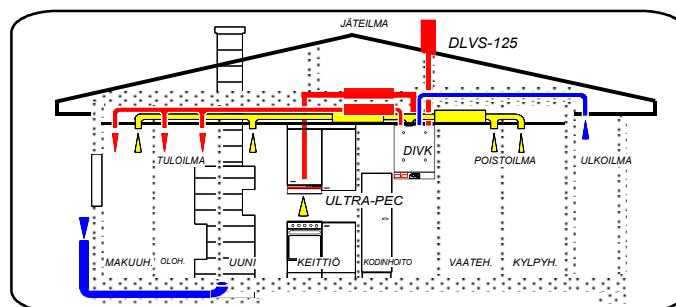 JÄTEILMA
DLVS-125
DIVK
TULOILMA
POISTOILMA
ULKOILMA
ULTRA-PEC
MAKUUH.
OLOH.
UUNI
KEITTIÖ
KODINHOITO
VAATEH.
KYLPYH.